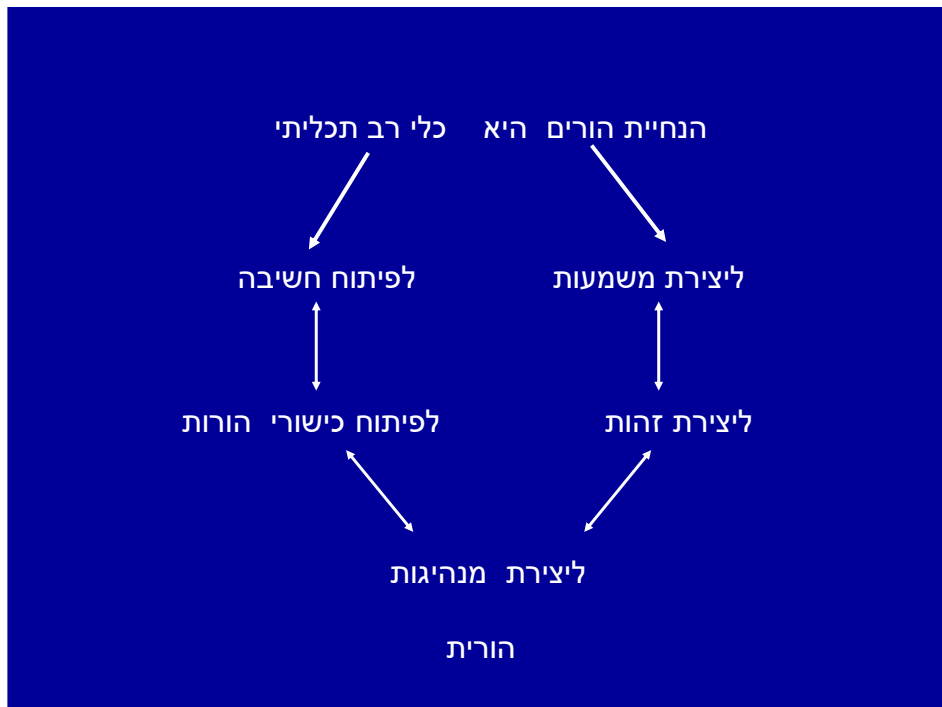 הנחיית הורים היא כלי רב תכליתי
ליצירת משמעות
לפיתוח חשיבה
ליצירת זהות
לפיתוח כישורי הורות
ליצירת מנהיגות
הורית